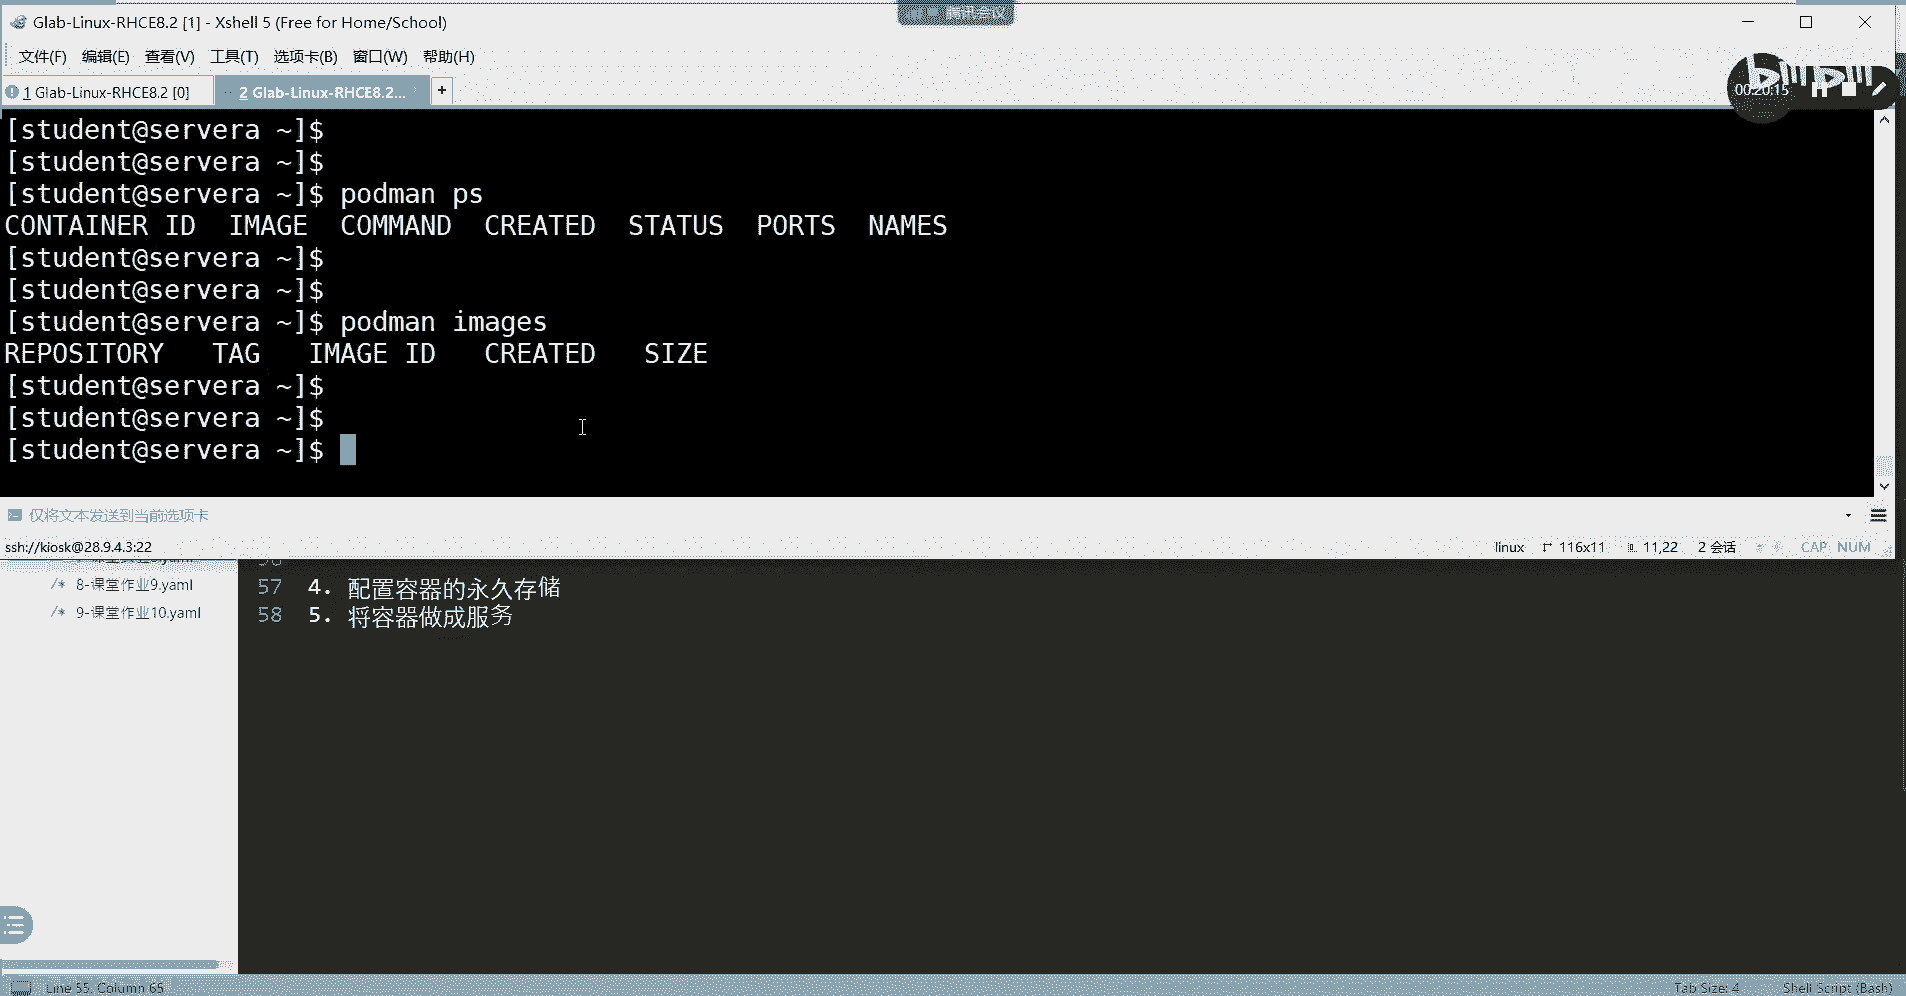 Glab-Linux-RHCE8.2 [1] - Xshell 5 (Free for Home/School)
腾讯会议
文件(F) 编辑(E) 查看(V) 工具(T) 选项卡(B) 窗口(W) 帮助(H)
1 Glab-Linux-RHCE8.2 [0]
2 Glab-Linux-RHCE8.2...
+
00:20:15
[student@servera ~]$
[student@servera ~]$
[student@servera ~]$ podman ps
CONTAINER ID  IMAGE  COMMAND  CREATED  STATUS  PORTS  NAMES
[student@servera ~]$
[student@servera ~]$
[student@servera ~]$ podman images
REPOSITORY   TAG   IMAGE ID   CREATED   SIZE
[student@servera ~]$
[student@servera ~]$
[student@servera ~]$
仅将文本发送到当前选项卡
ssh://kiosk@28.9.4.3:22
linux 116x11 11,22 2 会话 CAP NUM
/* 8-课堂作业9.yaml
/* 9-课堂作业10.yaml
57 4. 配置容器的永久存储
58 5. 将容器做成服务
Line 55, Column 65
Tab Size: 4 Shell Script (Bash)